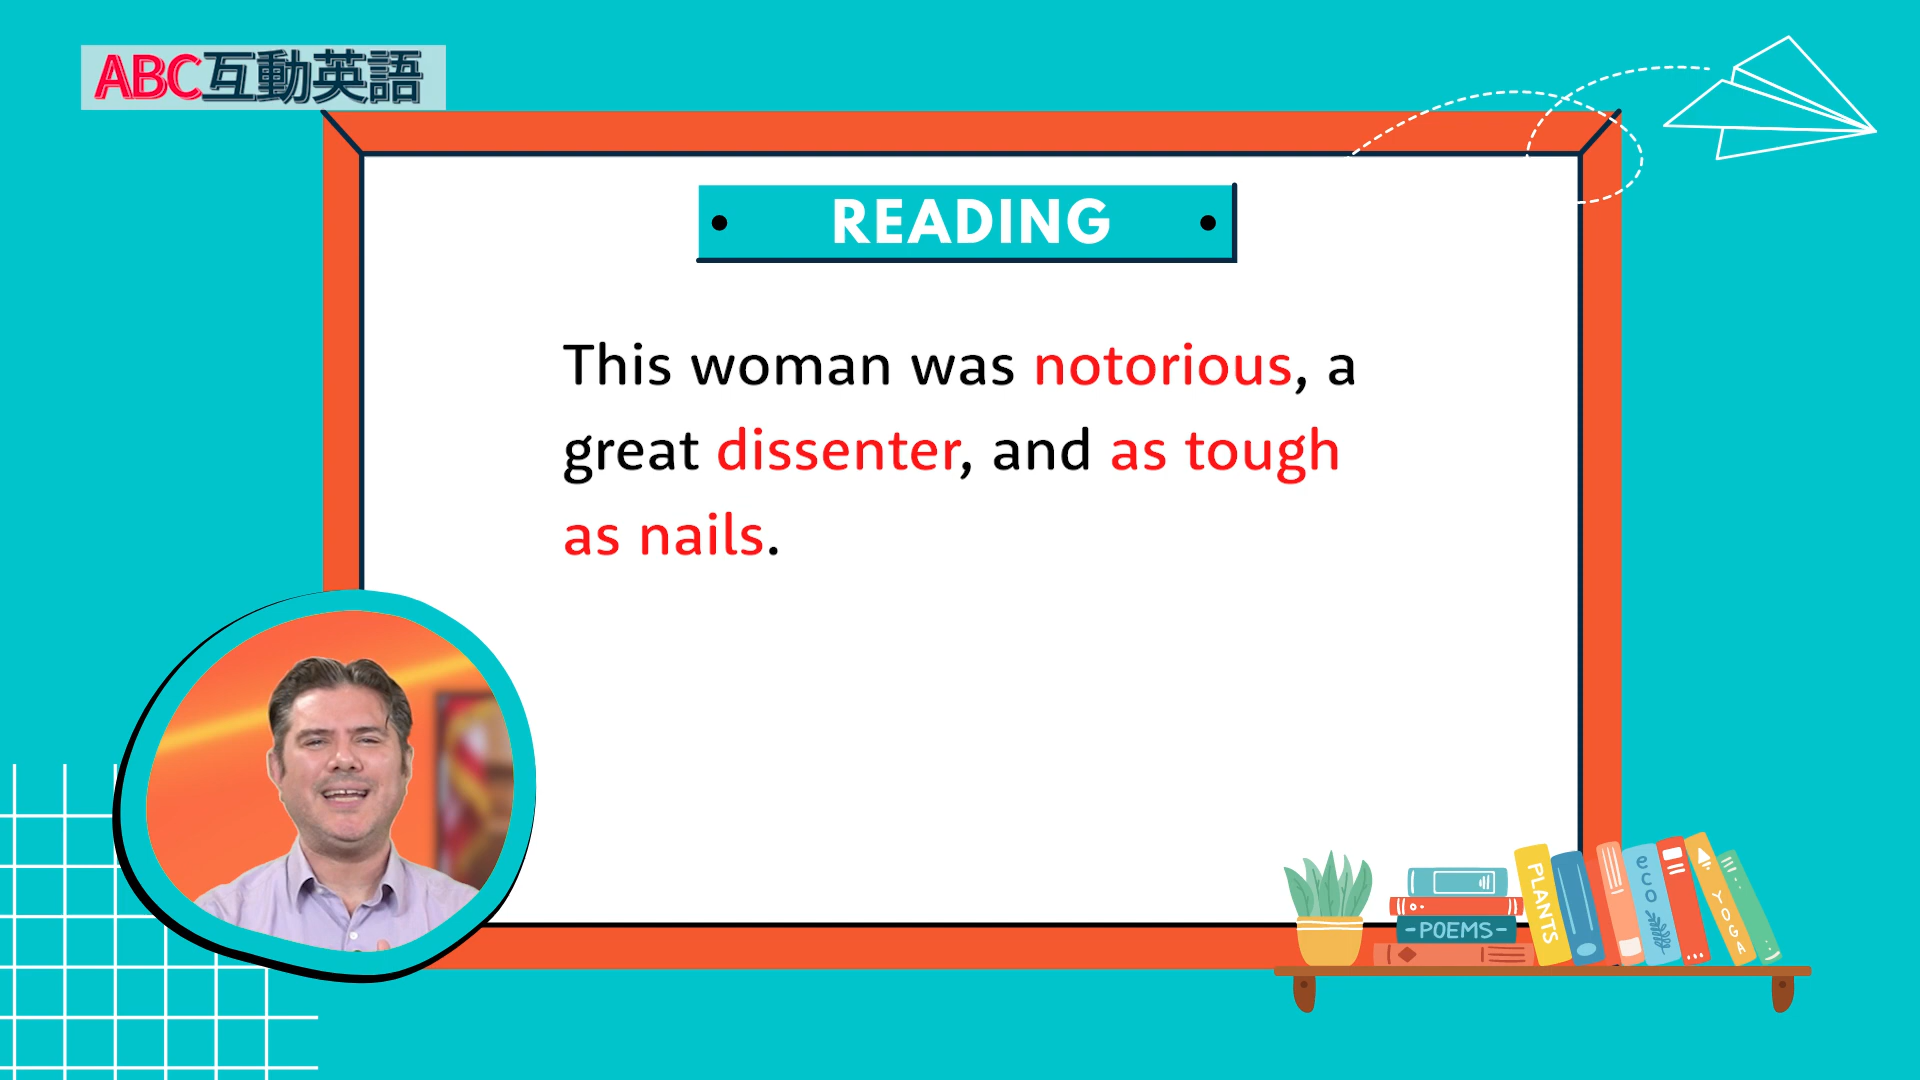 ABC互動英語
READING
This woman was notorious, a
great dissenter, and as tough
as nails.
POEMS
PLANTS
eco
YOGA